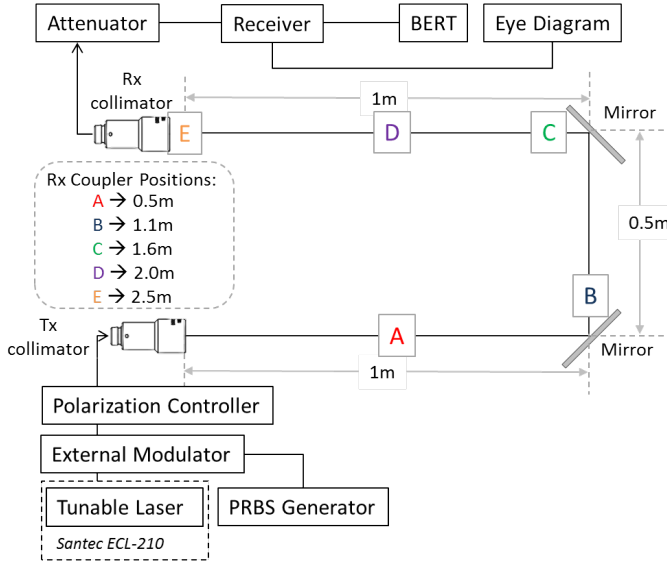 Attenuator
Receiver
BERT
Eye Diagram
Rx
collimator
1m
Mirror
E
D
C
Rx Coupler Positions:
A → 0.5m
B → 1.1m
C → 1.6m
D → 2.0m
E → 2.5m
0.5m
B
Tx
collimator
A
Mirror
1m
Polarization Controller
External Modulator
Tunable Laser
PRBS Generator
Santec ECL-210